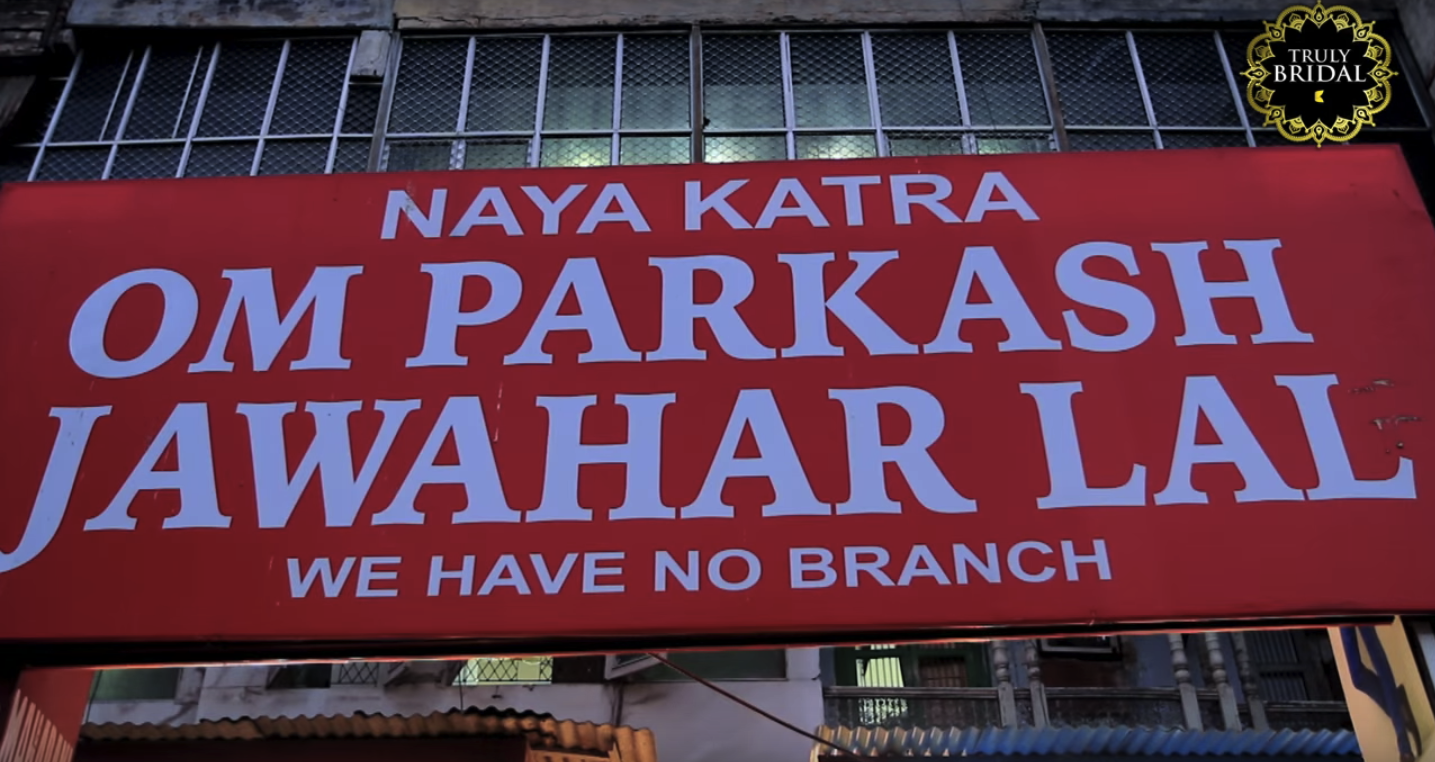 TRULY
BRIDAL
NAYA KATRA
OM PARKASH
JAWAHAR LAL
WE HAVE NO BRANCH